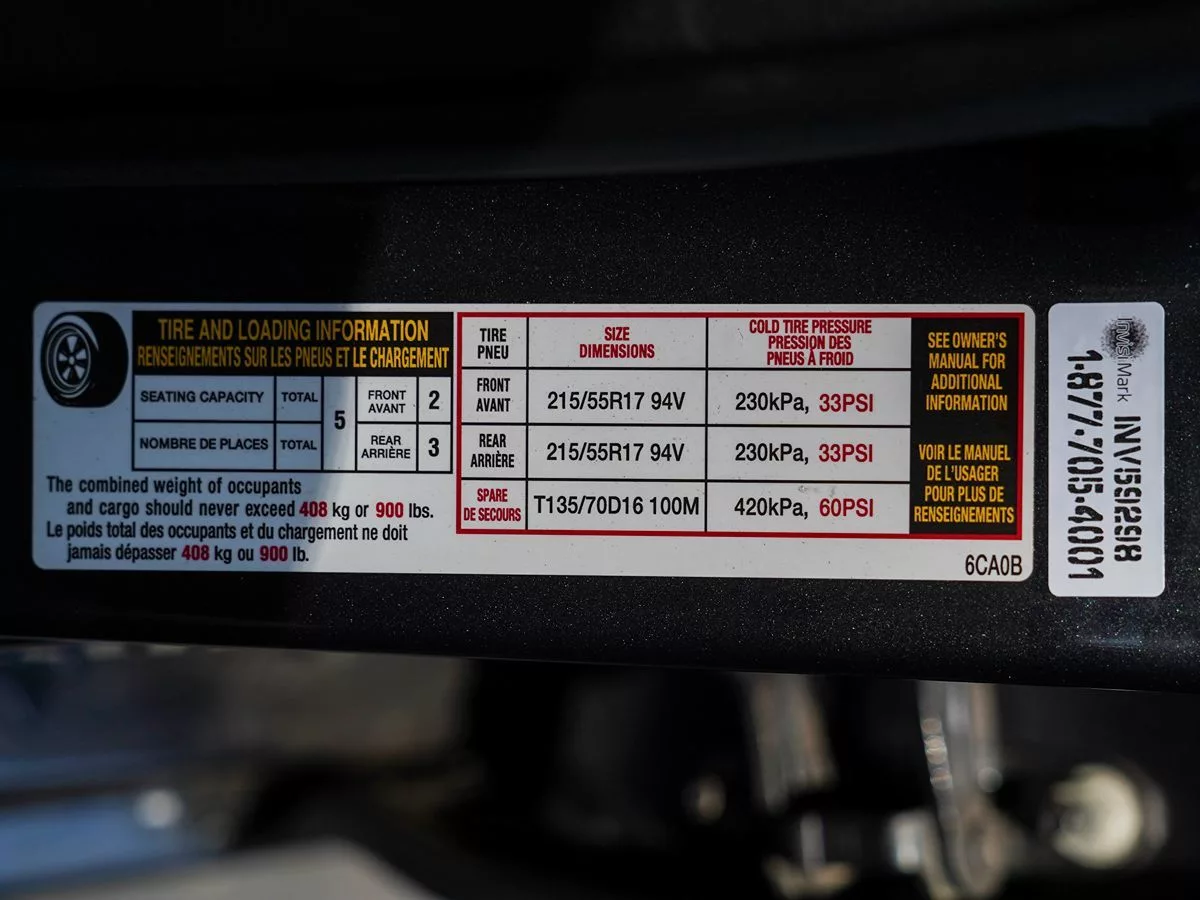 TIRE AND LOADING INFORMATION
RENSEIGNEMENTS SUR LES PNEUS ET LE CHARGEMENT
SEATING CAPACITY TOTAL 5 FRONT AVANT 2
NOMBRE DE PLACES TOTAL REAR ARRIÈRE 3
The combined weight of occupants
and cargo should never exceed 408 kg or 900 lbs.
Le poids total des occupants et du chargement ne doit
jamais dépasser 408 kg ou 900 lb.
TIRE PNEU SIZE DIMENSIONS COLD TIRE PRESSURE PRESSION DES PNEUS À FROID
FRONT AVANT 215/55R17 94V 230kPa, 33PSI
REAR ARRIÈRE 215/55R17 94V 230kPa, 33PSI
SPARE DE SECOURS T135/70D16 100M 420kPa, 60PSI
SEE OWNER'S
MANUAL FOR
ADDITIONAL
INFORMATION
VOIR LE MANUEL
DE L'USAGER
POUR PLUS DE
RENSEIGNEMENTS
6CA0B
InMSiMark
INV59298
1-877-705-4001